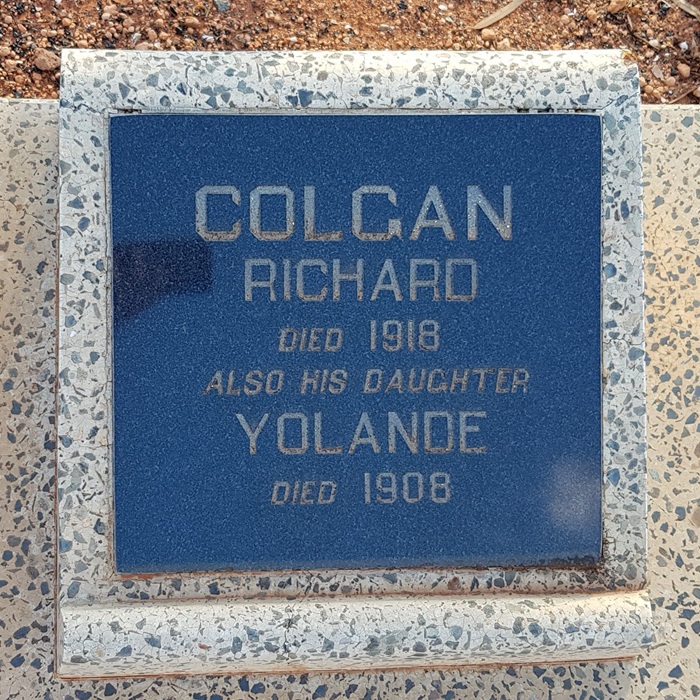 COLGAN
RICHARD
DIED 1918
ALSO HIS DAUGHTER
YOLANDE
DIED 1908